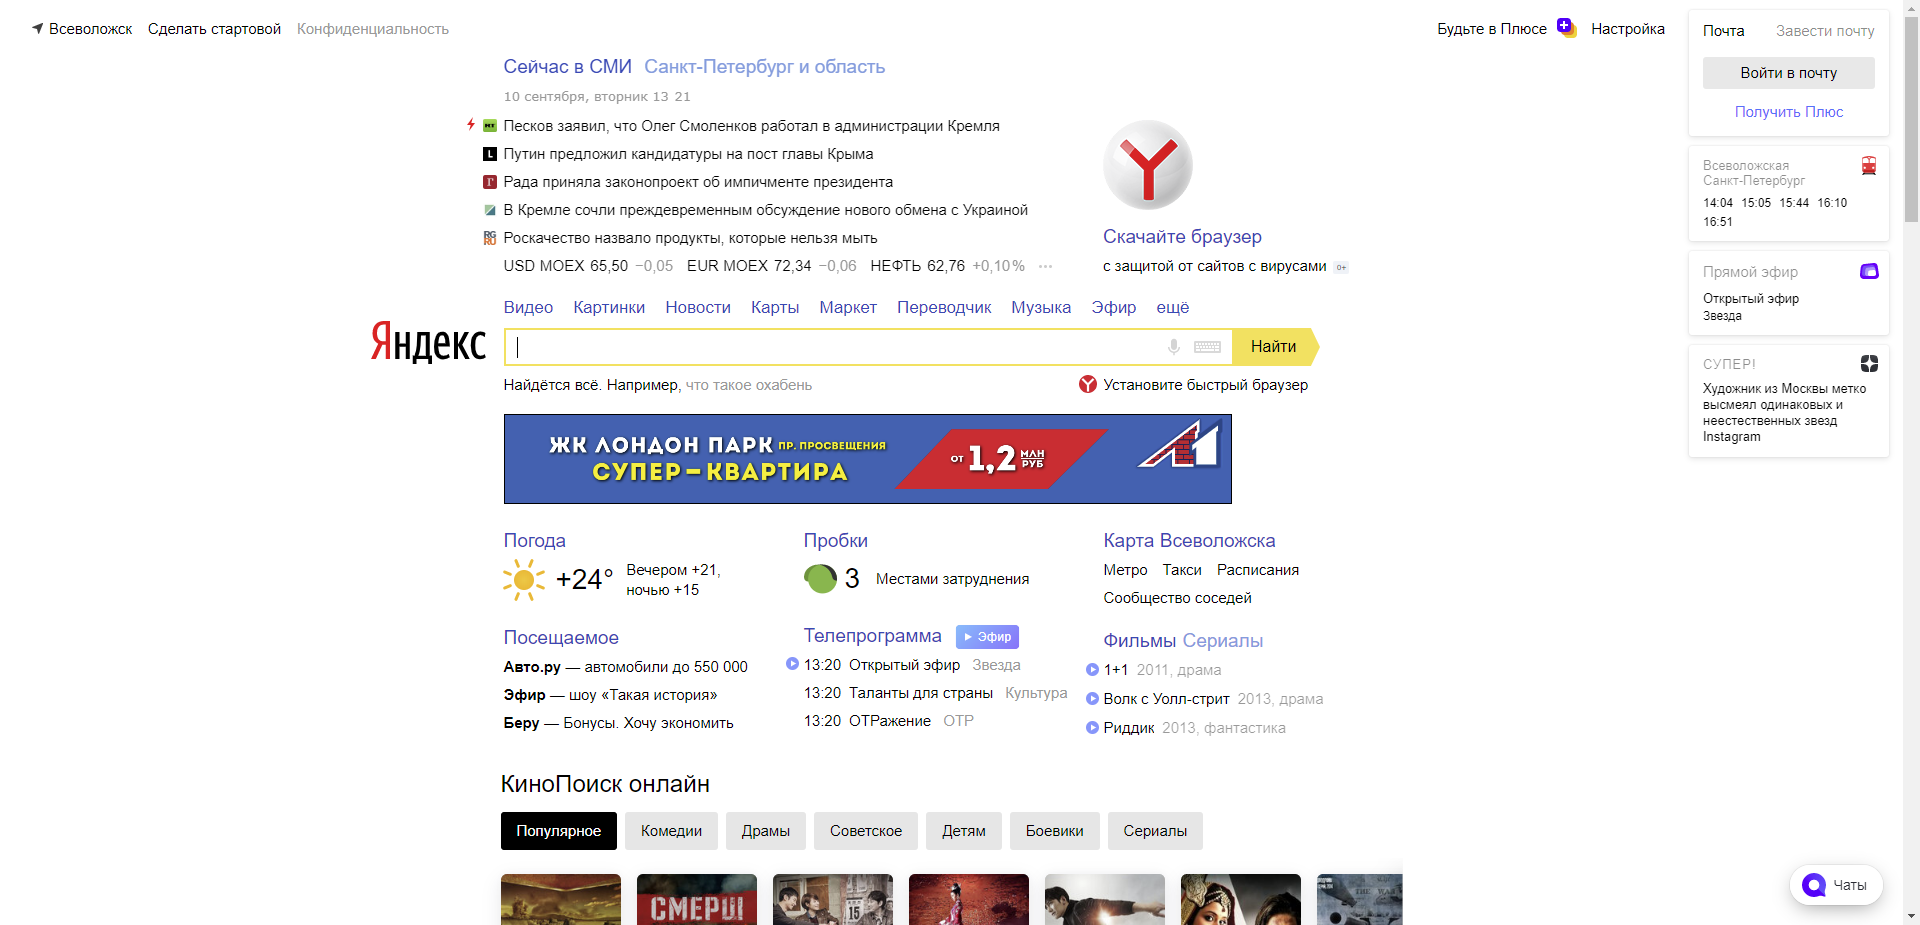 Всеволожск Сделать стартовой Конфиденциальность
Будьте в Плюсе Настройка
Почта Завести почту
Войти в почту
Получить Плюс
Всеволожская
Санкт-Петербург
14:04 15:05 15:44 16:10
16:51
Прямой эфир
Открытый эфир
Звезда
СУПЕР!
Художник из Москвы метко
высмеял одинаковых и
неестественных звезд
Instagram
Сейчас в СМИ Санкт-Петербург и область
10 сентября, вторник 13 21
Песков заявил, что Олег Смоленков работал в администрации Кремля
Путин предложил кандидатуры на пост главы Крыма
Рада приняла законопроект об импичменте президента
В Кремле сочли преждевременным обсуждение нового обмена с Украиной
Роскачество назвало продукты, которые нельзя мыть
USD MOEX 65,50 −0,05 EUR MOEX 72,34 −0,06 НЕФТЬ 62,76 +0,10% ···
Скачайте браузер
с защитой от сайтов с вирусами 0+
Видео Картинки Новости Карты Маркет Переводчик Музыка Эфир ещё
Яндекс
Найти
Найдётся всё. Например, что такое охабень
Установите быстрый браузер
ЖК ЛОНДОН ПАРК ПР. ПРОСВЕЩЕНИЯ
СУПЕР-КВАРТИРА
ОТ 1,2 МЛН РУБ
Погода
+24° Вечером +21,
ночью +15
Пробки
3 Местами затруднения
Карта Всеволожска
Метро Такси Расписания
Сообщество соседей
Посещаемое
Авто.ру — автомобили до 550 000
Эфир — шоу «Такая история»
Беру — Бонусы. Хочу экономить
Телепрограмма Эфир
13:20 Открытый эфир Звезда
13:20 Таланты для страны Культура
13:20 ОТРажение ОТР
Фильмы Сериалы
1+1 2011, драма
Волк с Уолл-стрит 2013, драма
Риддик 2013, фантастика
КиноПоиск онлайн
Популярное Комедии Драмы Советское Детям Боевики Сериалы
СМЕРШ
15
Чаты